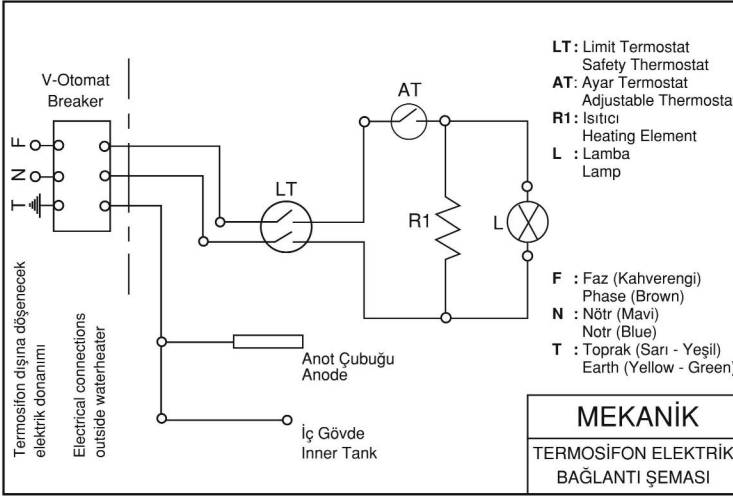 V-Otomat
Breaker
F
N
T
LT
AT
R1
L
LT: Limit Termostat
Safety Thermostat
AT: Ayar Termostat
Adjustable Thermostat
R1: Isıtıcı
Heating Element
L : Lamba
Lamp
F : Faz (Kahverengi)
Phase (Brown)
N : Nötr (Mavi)
Notr (Blue)
T : Toprak (Sarı - Yeşil)
Earth (Yellow - Green)
Anot Çubuğu
Anode
İç Gövde
Inner Tank
Termosifon dışına döşenecek
elektrik donanımı
Electrical connections
outside waterheater
MEKANİK
TERMOSİFON ELEKTRİK
BAĞLANTI ŞEMASI